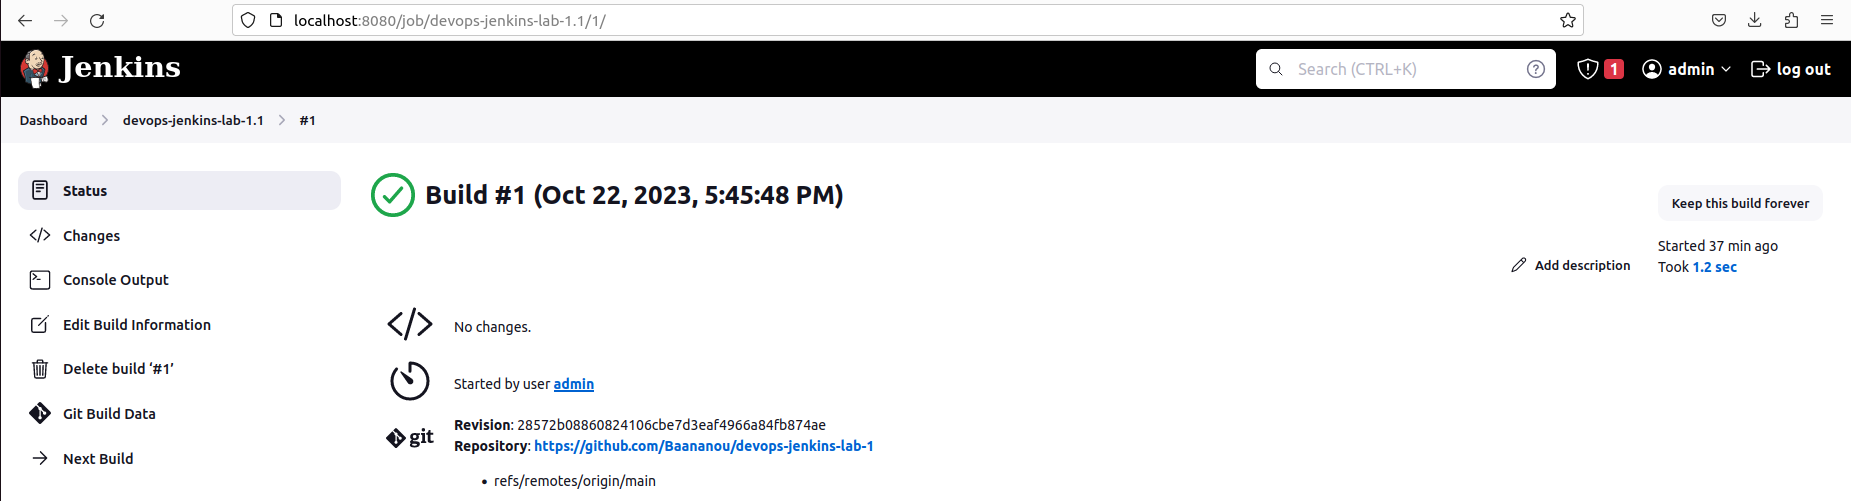 localhost:8080/job/devops-jenkins-lab-1.1/1/
Jenkins
Search (CTRL+K)
1
admin
log out
Dashboard
devops-jenkins-lab-1.1
#1
Status
Changes
Console Output
Edit Build Information
Delete build ‘#1’
Git Build Data
Next Build
Build #1 (Oct 22, 2023, 5:45:48 PM)
Keep this build forever
Started 37 min ago
Took 1.2 sec
Add description
No changes.
Started by user admin
git
Revision: 28572b08860824106cbe7d3eaf4966a84fb874ae
Repository: https://github.com/Baananou/devops-jenkins-lab-1
• refs/remotes/origin/main